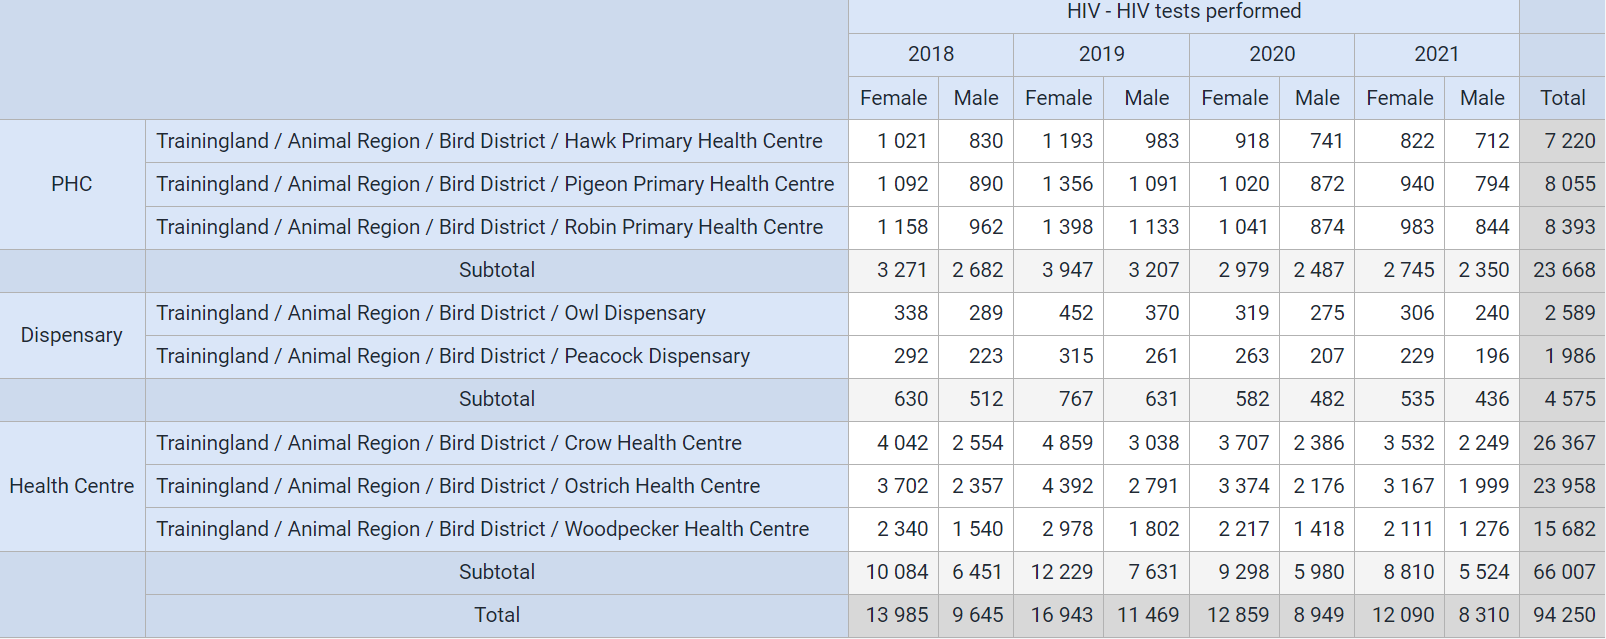 HIV - HIV tests performed
2018 2019 2020 2021
Female Male Female Male Female Male Female Male Total
PHC
Trainingland / Animal Region / Bird District / Hawk Primary Health Centre 1 021 830 1 193 983 918 741 822 712 7 220
Trainingland / Animal Region / Bird District / Pigeon Primary Health Centre 1 092 890 1 356 1 091 1 020 872 940 794 8 055
Trainingland / Animal Region / Bird District / Robin Primary Health Centre 1 158 962 1 398 1 133 1 041 874 983 844 8 393
Subtotal 3 271 2 682 3 947 3 207 2 979 2 487 2 745 2 350 23 668
Dispensary
Trainingland / Animal Region / Bird District / Owl Dispensary 338 289 452 370 319 275 306 240 2 589
Trainingland / Animal Region / Bird District / Peacock Dispensary 292 223 315 261 263 207 229 196 1 986
Subtotal 630 512 767 631 582 482 535 436 4 575
Health Centre
Trainingland / Animal Region / Bird District / Crow Health Centre 4 042 2 554 4 859 3 038 3 707 2 386 3 532 2 249 26 367
Trainingland / Animal Region / Bird District / Ostrich Health Centre 3 702 2 357 4 392 2 791 3 374 2 176 3 167 1 999 23 958
Trainingland / Animal Region / Bird District / Woodpecker Health Centre 2 340 1 540 2 978 1 802 2 217 1 418 2 111 1 276 15 682
Subtotal 10 084 6 451 12 229 7 631 9 298 5 980 8 810 5 524 66 007
Total 13 985 9 645 16 943 11 469 12 859 8 949 12 090 8 310 94 250